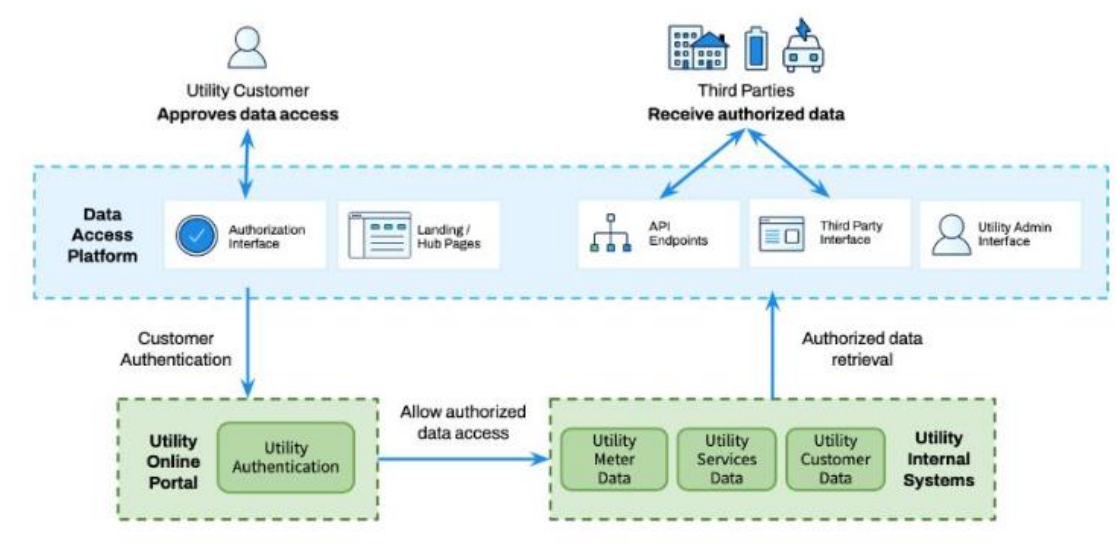 Utility Customer
Approves data access
Third Parties
Receive authorized data
Data
Access
Platform
Authorization
Interface
Landing /
Hub Pages
API
Endpoints
Third Party
Interface
Utility Admin
Interface
Customer
Authentication
Authorized data
retrieval
Utility
Online
Portal
Utility
Authentication
Allow authorized
data access
Utility
Meter
Data
Utility
Services
Data
Utility
Customer
Data
Utility
Internal
Systems